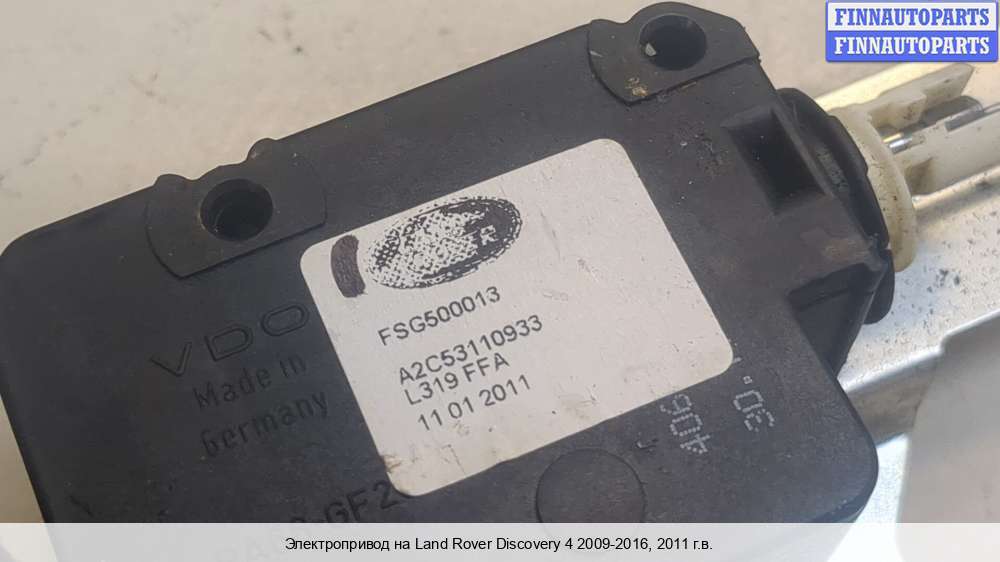 FINNAUTOPARTS
FINNAUTOPARTS
FSG500013
A2C53110933
L319 FFA
11 01 2011
VDO
Made in
Germany
Электропривод на Land Rover Discovery 4 2009-2016, 2011 г.в.